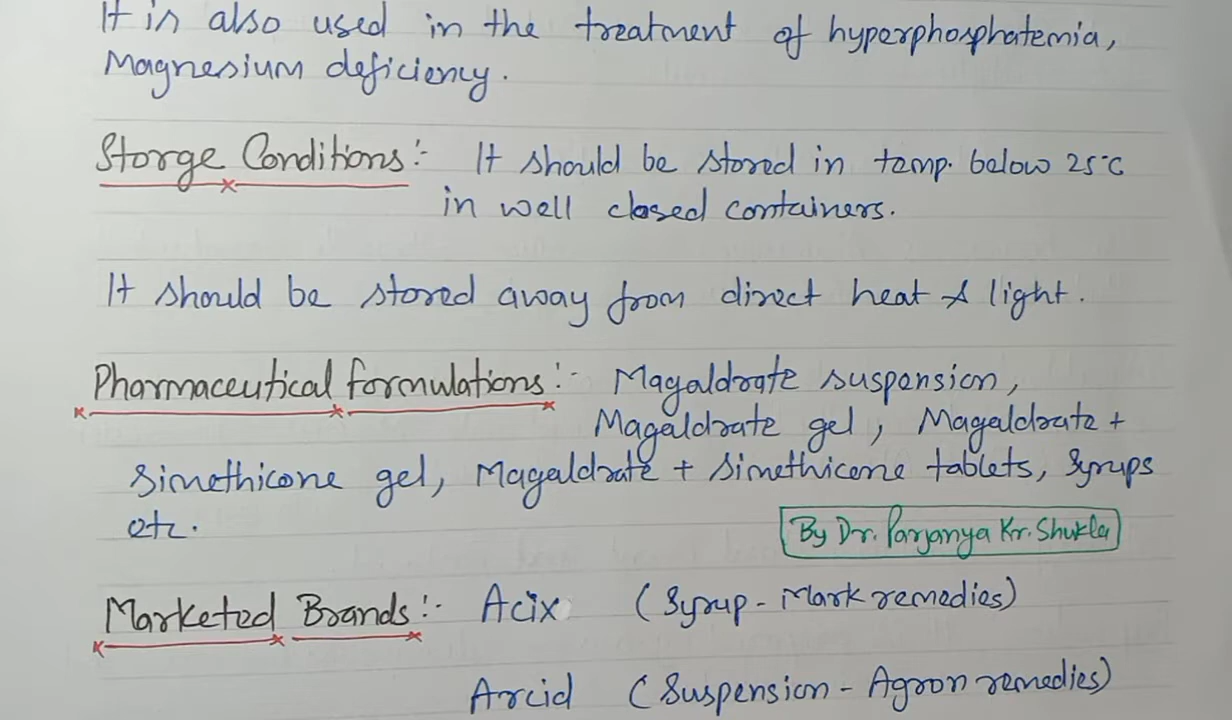 It is also used in the treatment of hyperphosphatemia,
Magnesium deficiency.
Storge Conditions:- It should be stored in temp. below 25°C
in well closed containers.
It should be stored away from direct heat & light.
Pharmaceutical formulations:- Magaldrate suspension,
Magaldrate gel, Magaldrate +
Simethicone gel, Magaldrate + Simethicone tablets, Syrups
etc.
By Dr. Parjanya Kr. Shukla
Marketed Brands:- Acix (Syrup - Mark remedies)
Arcid (Suspension - Agron remedies)